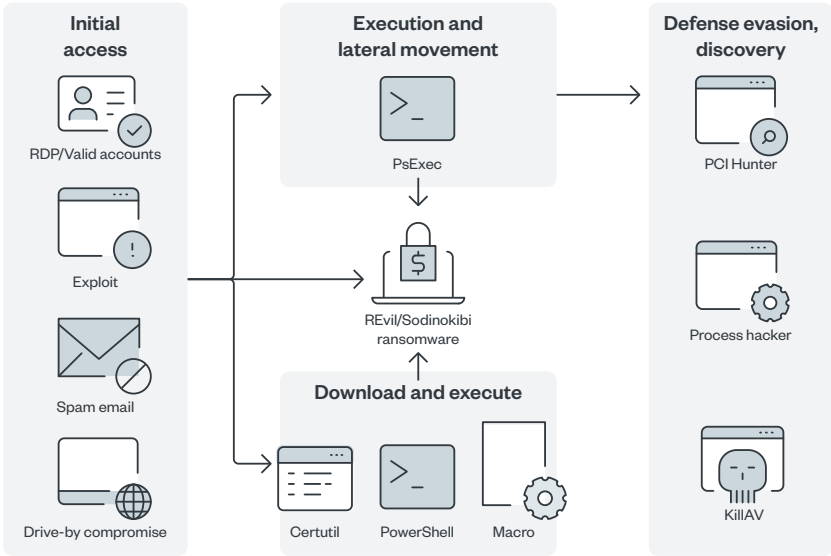 Initial
access
RDP/Valid accounts
Exploit
Spam email
Drive-by compromise
Execution and
lateral movement
PsExec
$
REvil/Sodinokibi
ransomware
Download and execute
Certutil
PowerShell
Macro
Defense evasion,
discovery
PCI Hunter
Process hacker
KillAV